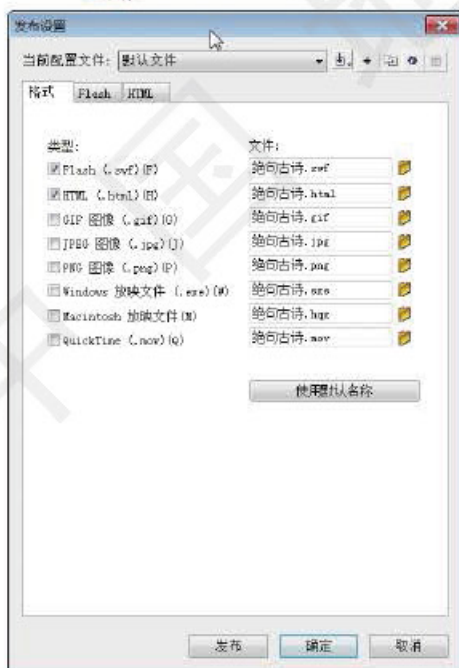 发布设置
当前配置文件: 默认文件
格式 Flash HTML
类型: 文件:
Flash (.swf)(F) 绝句古诗.swf
HTML (.html)(H) 绝句古诗.html
GIF 图像 (.gif)(G) 绝句古诗.gif
JPEG 图像 (.jpg)(J) 绝句古诗.jpg
PNG 图像 (.png)(P) 绝句古诗.png
Windows 放映文件 (.exe)(W) 绝句古诗.exe
Macintosh 放映文件(M) 绝句古诗.hqx
QuickTime (.mov)(Q) 绝句古诗.mov
使用默认名称
发布 确定 取消